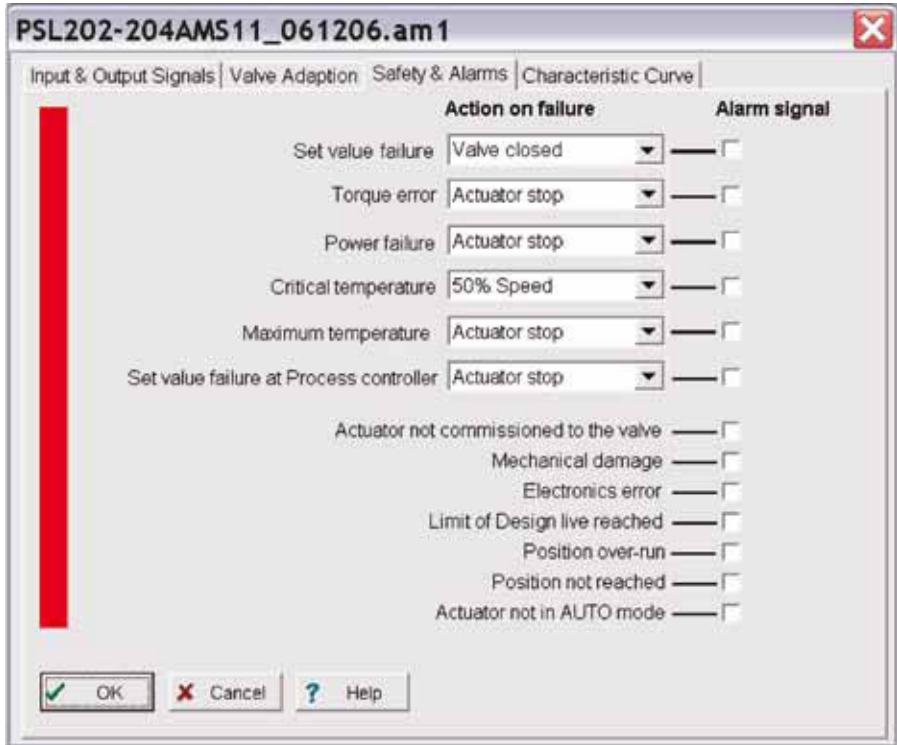 PSL202-204AMS11_061206.am1
Input & Output Signals Valve Adaption Safety & Alarms Characteristic Curve
Action on failure Alarm signal
Set value failure Valve closed
Torque error Actuator stop
Power failure Actuator stop
Critical temperature 50% Speed
Maximum temperature Actuator stop
Set value failure at Process controller Actuator stop
Actuator not commissioned to the valve
Mechanical damage
Electronics error
Limit of Design live reached
Position over-run
Position not reached
Actuator not in AUTO mode
OK Cancel ? Help